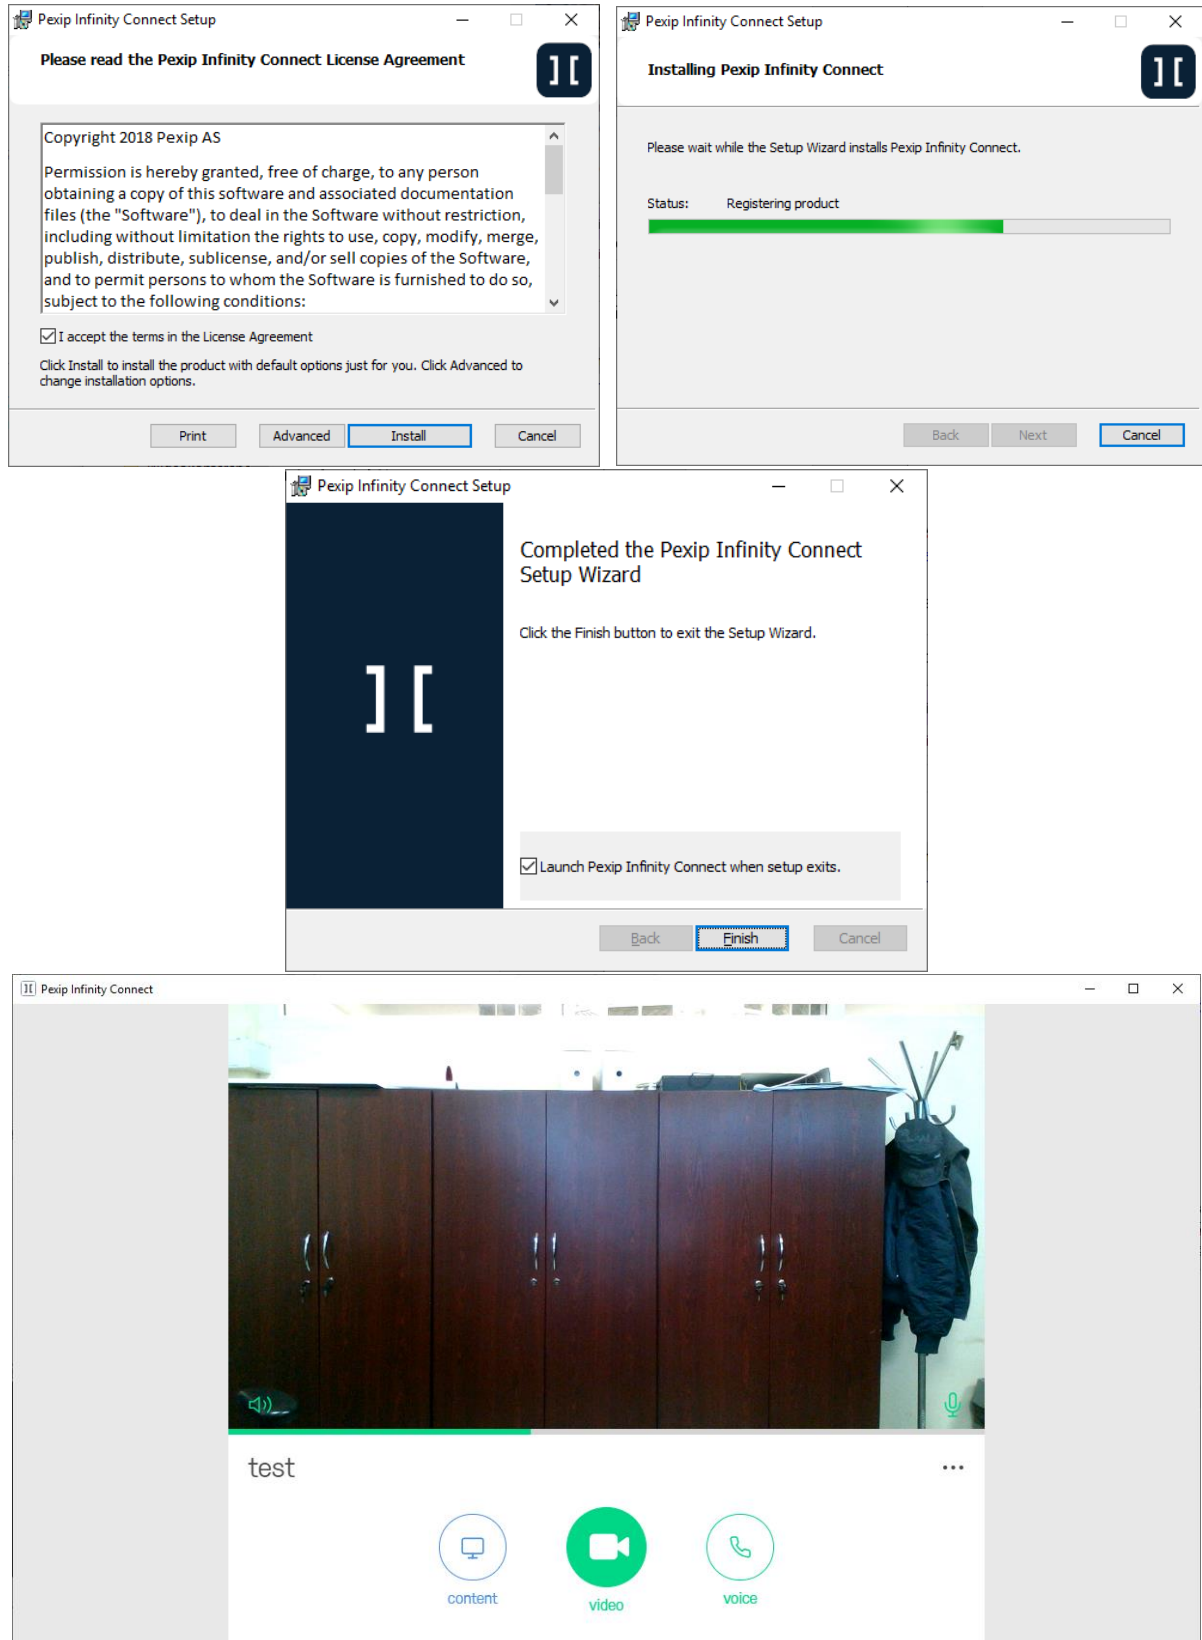 Pexip Infinity Connect Setup
Please read the Pexip Infinity Connect License Agreement
Copyright 2018 Pexip AS
Permission is hereby granted, free of charge, to any person
obtaining a copy of this software and associated documentation
files (the "Software"), to deal in the Software without restriction,
including without limitation the rights to use, copy, modify, merge,
publish, distribute, sublicense, and/or sell copies of the Software,
and to permit persons to whom the Software is furnished to do so,
subject to the following conditions:
I accept the terms in the License Agreement
Click Install to install the product with default options just for you. Click Advanced to
change installation options.
Print Advanced Install Cancel
Pexip Infinity Connect Setup
Installing Pexip Infinity Connect
Please wait while the Setup Wizard installs Pexip Infinity Connect.
Status: Registering product
Back Next Cancel
Pexip Infinity Connect Setup
Completed the Pexip Infinity Connect
Setup Wizard
Click the Finish button to exit the Setup Wizard.
Launch Pexip Infinity Connect when setup exits.
Back Finish Cancel
Pexip Infinity Connect
test
content video voice